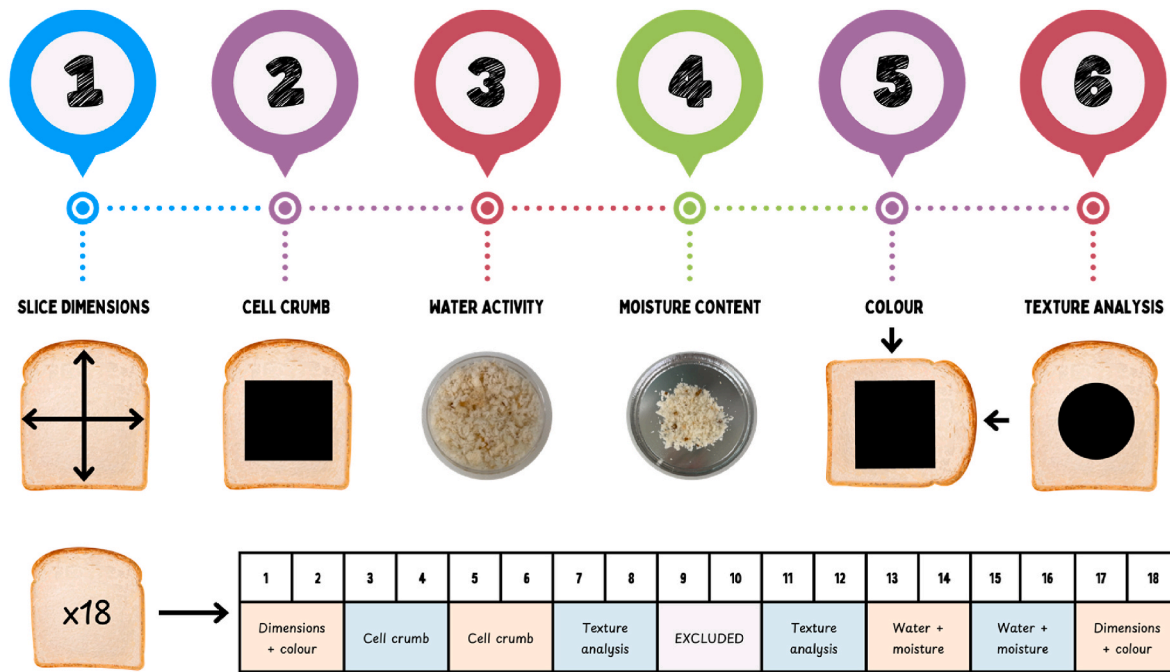 1 2 3 4 5 6
SLICE DIMENSIONS CELL CRUMB WATER ACTIVITY MOISTURE CONTENT COLOUR TEXTURE ANALYSIS
x18
1 2 3 4 5 6 7 8 9 10 11 12 13 14 15 16 17 18
Dimensions + colour
Cell crumb
Cell crumb
Texture analysis
EXCLUDED
Texture analysis
Water + moisture
Water + moisture
Dimensions + colour